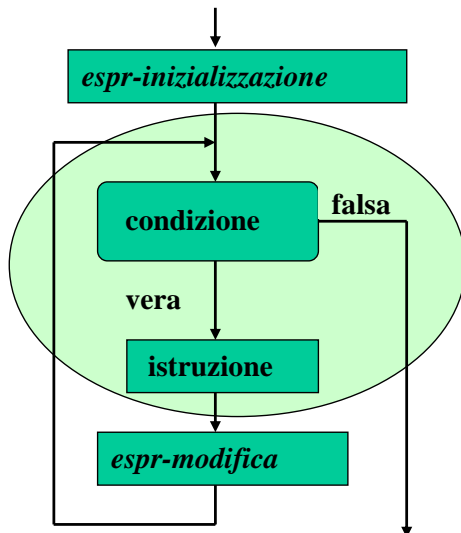 espr-inizializzazione
condizione
falsa
vera
istruzione
espr-modifica